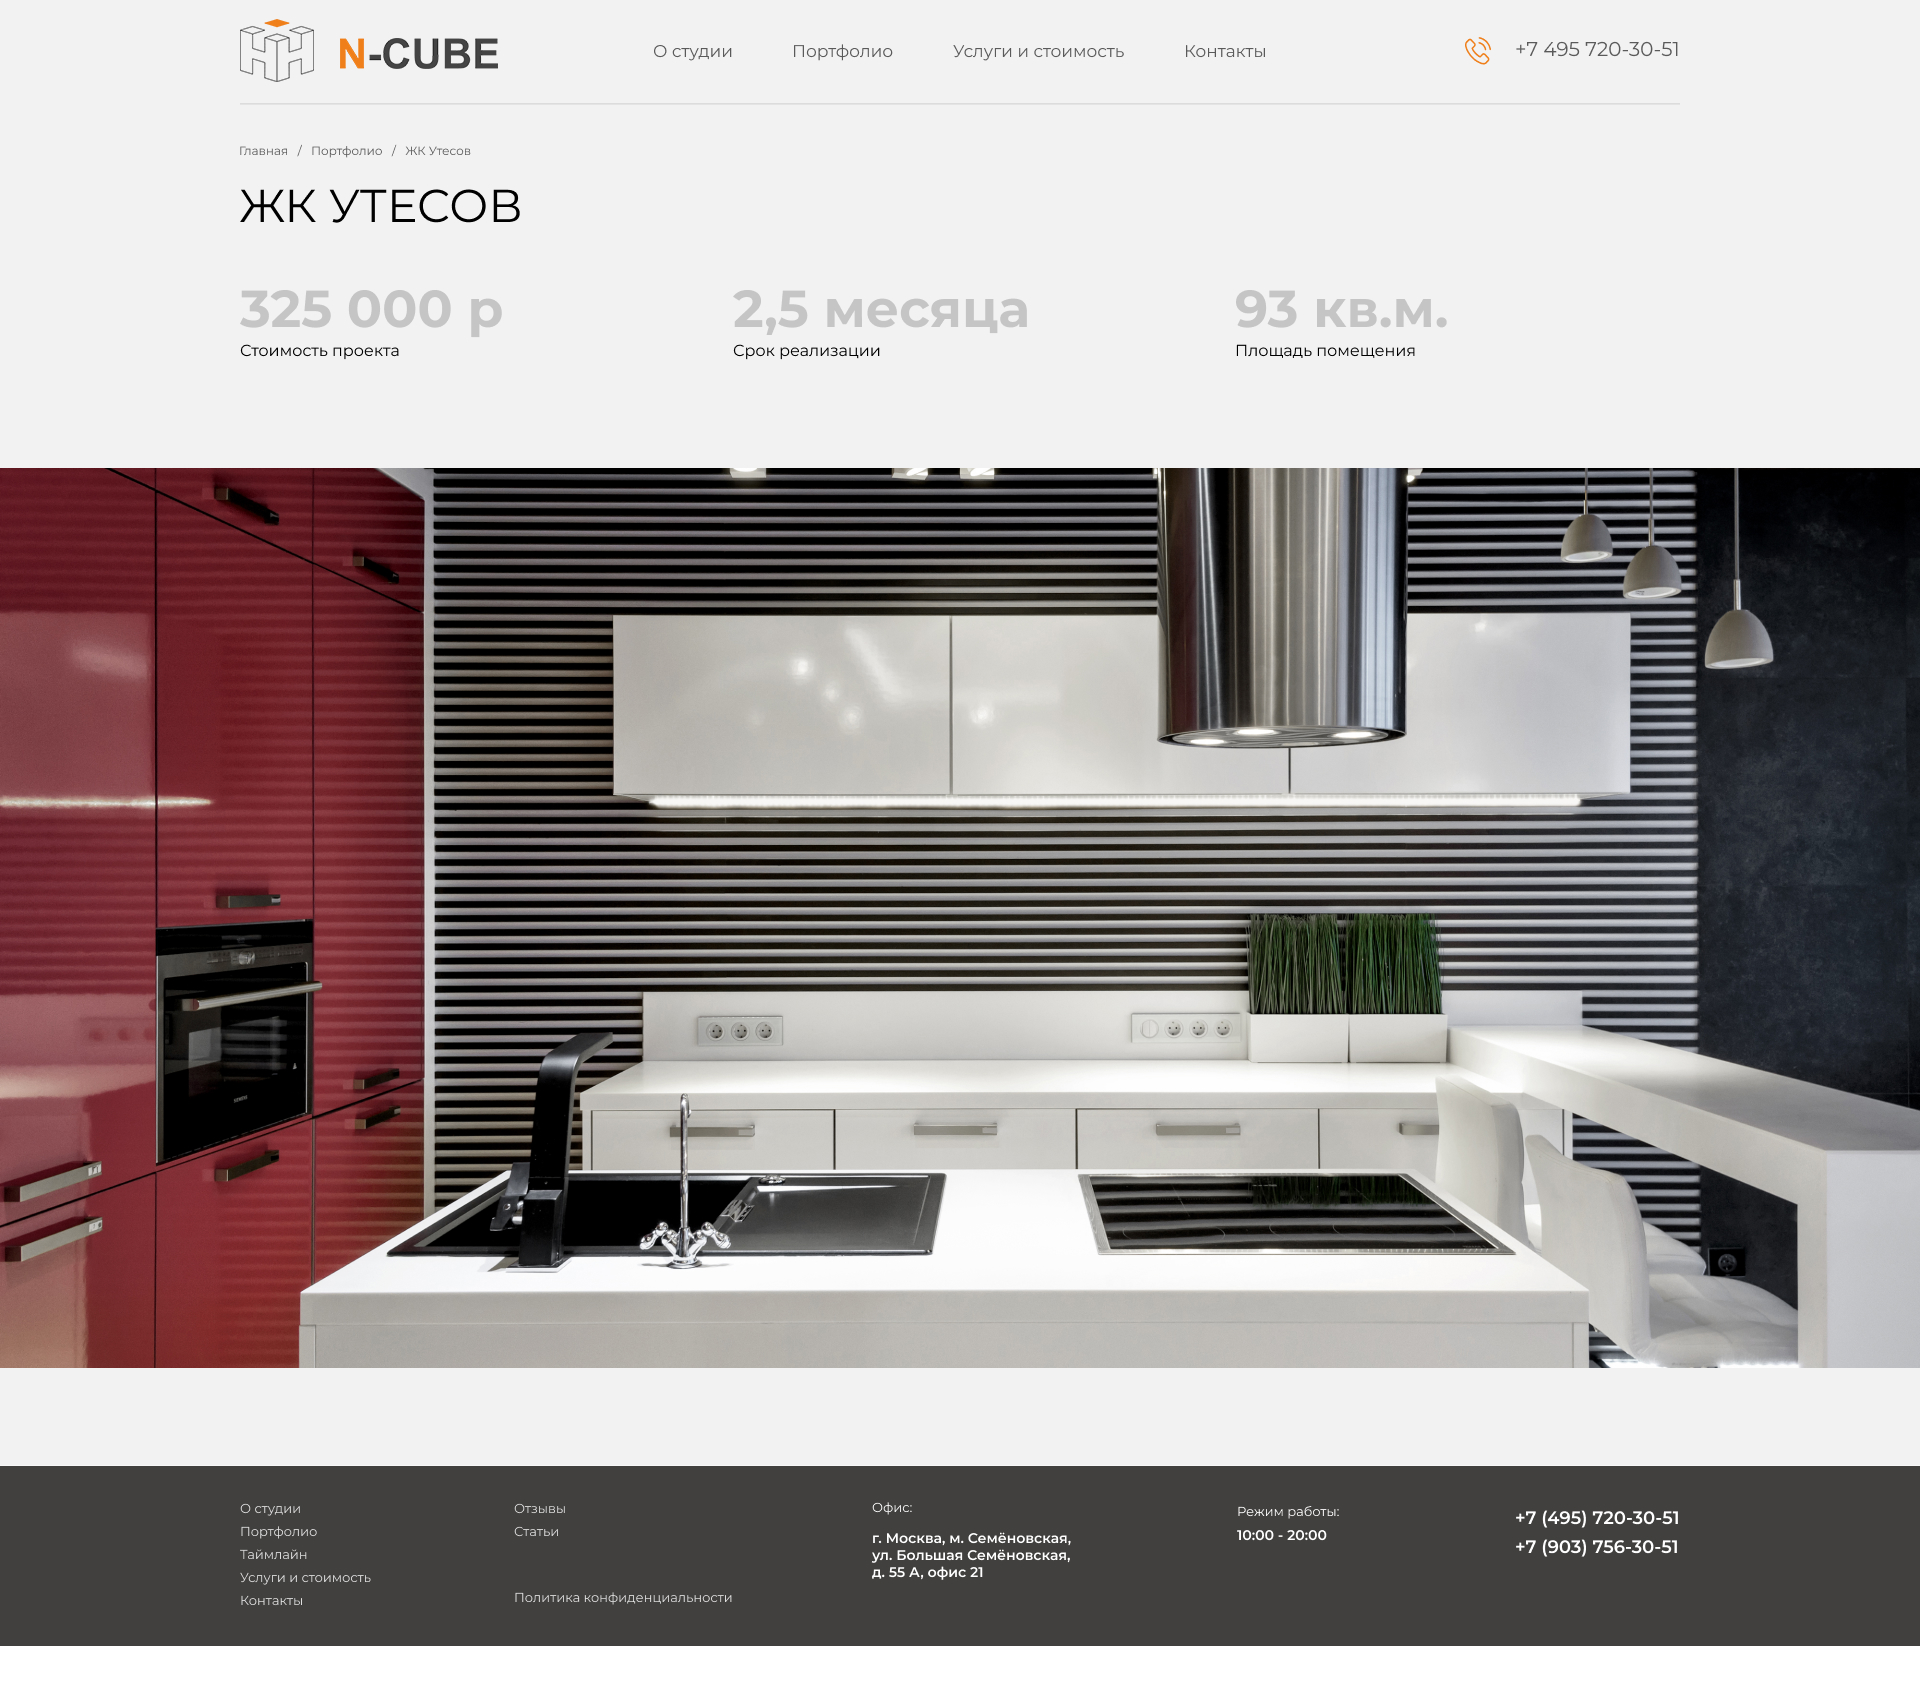 N-CUBE
О студии Портфолио Услуги и стоимость Контакты
+7 495 720-30-51
Главная / Портфолио / ЖК Утесов
ЖК УТЕСОВ
325 000 р
Стоимость проекта
2,5 месяца
Срок реализации
93 кв.м.
Площадь помещения
SIEMENS
О студии
Портфолио
Таймлайн
Услуги и стоимость
Контакты
Отзывы
Статьи
Политика конфиденциальности
Офис:
г. Москва, м. Семёновская,
ул. Большая Семёновская,
д. 55 А, офис 21
Режим работы:
10:00 - 20:00
+7 (495) 720-30-51
+7 (903) 756-30-51